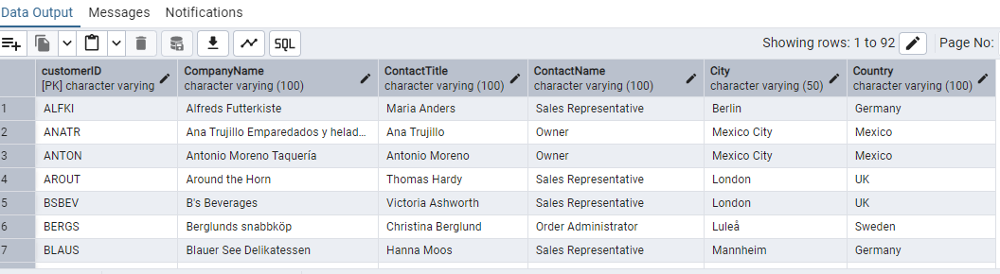 Data Output Messages Notifications
SQL Showing rows: 1 to 92 Page No:
customerID CompanyName ContactTitle ContactName City Country
[PK] character varying character varying (100) character varying (100) character varying (100) character varying (50) character varying (100)
1 ALFKI Alfreds Futterkiste Maria Anders Sales Representative Berlin Germany
2 ANATR Ana Trujillo Emparedados y helad... Ana Trujillo Owner Mexico City Mexico
3 ANTON Antonio Moreno Taquería Antonio Moreno Owner Mexico City Mexico
4 AROUT Around the Horn Thomas Hardy Sales Representative London UK
5 BSBEV B's Beverages Victoria Ashworth Sales Representative London UK
6 BERGS Berglunds snabbköp Christina Berglund Order Administrator Luleå Sweden
7 BLAUS Blauer See Delikatessen Hanna Moos Sales Representative Mannheim Germany